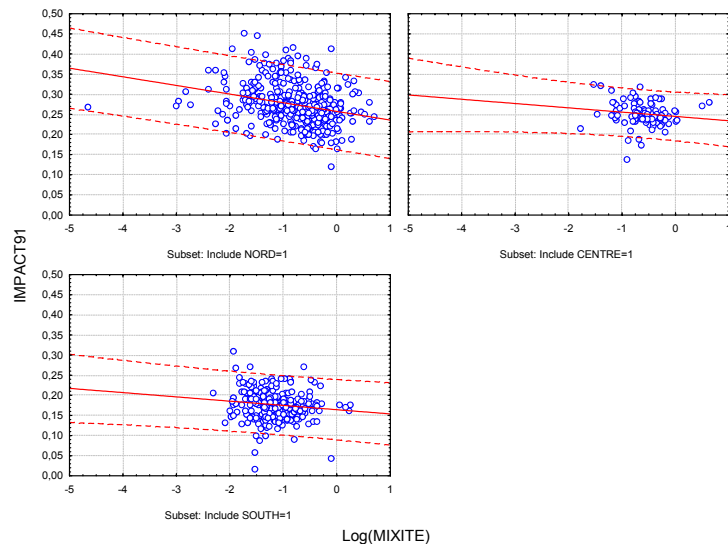 0,50
0,45
0,40
0,35
0,30
0,25
0,20
0,15
0,10
0,05
0,00
-5 -4 -3 -2 -1 0 1
Subset: Include NORD=1
-5 -4 -3 -2 -1 0 1
Subset: Include CENTRE=1
IMPACT91
0,50
0,45
0,40
0,35
0,30
0,25
0,20
0,15
0,10
0,05
0,00
-5 -4 -3 -2 -1 0 1
Subset: Include SOUTH=1
Log(MIXITE)